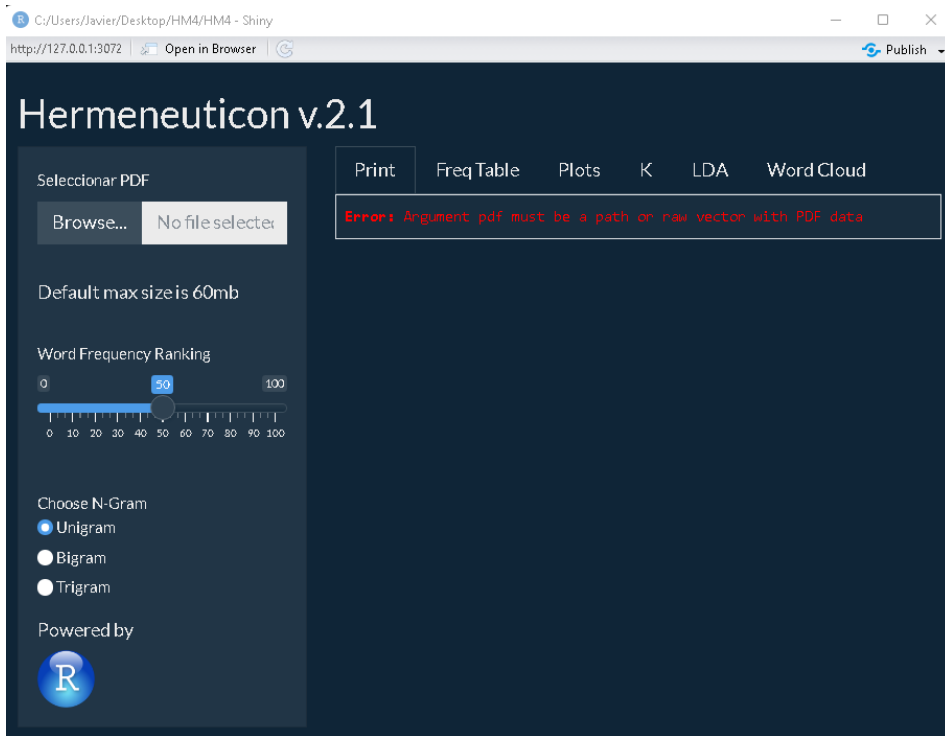 C:/Users/Javier/Desktop/HM4/HM4 - Shiny
http://127.0.0.1:3072 Open in Browser Publish
Hermeneuticon v.2.1
Seleccionar PDF
Browse... No file selected
Default max size is 60mb
Word Frequency Ranking
0 50 100
0 10 20 30 40 50 60 70 80 90 100
Choose N-Gram
Unigram
Bigram
Trigram
Powered by
R
Print Freq Table Plots K LDA Word Cloud
Error: Argument pdf must be a path or raw vector with PDF data